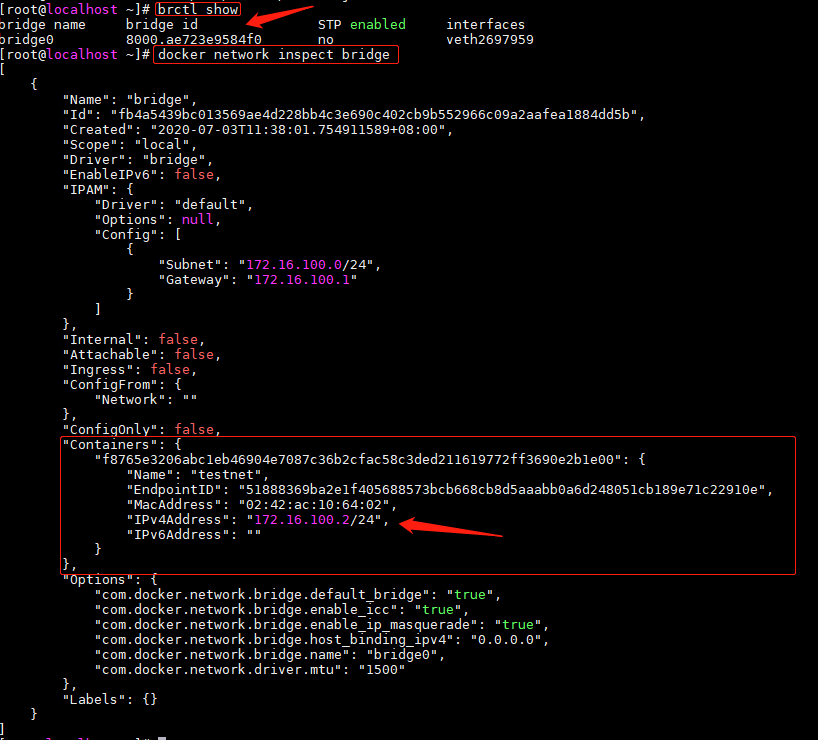 [root@localhost ~]# brctl show
bridge name     bridge id               STP enabled     interfaces
bridge0         8000.ae723e9584f0       no              veth2697959
[root@localhost ~]# docker network inspect bridge
[
    {
        "Name": "bridge",
        "Id": "fb4a5439bc013569ae4d228bb4c3e690c402cb9b552966c09a2aafea1884dd5b",
        "Created": "2020-07-03T11:38:01.754911589+08:00",
        "Scope": "local",
        "Driver": "bridge",
        "EnableIPv6": false,
        "IPAM": {
            "Driver": "default",
            "Options": null,
            "Config": [
                {
                    "Subnet": "172.16.100.0/24",
                    "Gateway": "172.16.100.1"
                }
            ]
        },
        "Internal": false,
        "Attachable": false,
        "Ingress": false,
        "ConfigFrom": {
            "Network": ""
        },
        "ConfigOnly": false,
        "Containers": {
            "f8765e3206abc1eb46904e7087c36b2cfac58c3ded211619772ff3690e2b1e00": {
                "Name": "testnet",
                "EndpointID": "51888369ba2e1f405688573bcb668cb8d5aaabb0a6d248051cb189e71c22910e",
                "MacAddress": "02:42:ac:10:64:02",
                "IPv4Address": "172.16.100.2/24",
                "IPv6Address": ""
            }
        },
        "Options": {
            "com.docker.network.bridge.default_bridge": "true",
            "com.docker.network.bridge.enable_icc": "true",
            "com.docker.network.bridge.enable_ip_masquerade": "true",
            "com.docker.network.bridge.host_binding_ipv4": "0.0.0.0",
            "com.docker.network.bridge.name": "bridge0",
            "com.docker.network.driver.mtu": "1500"
        },
        "Labels": {}
    }
]